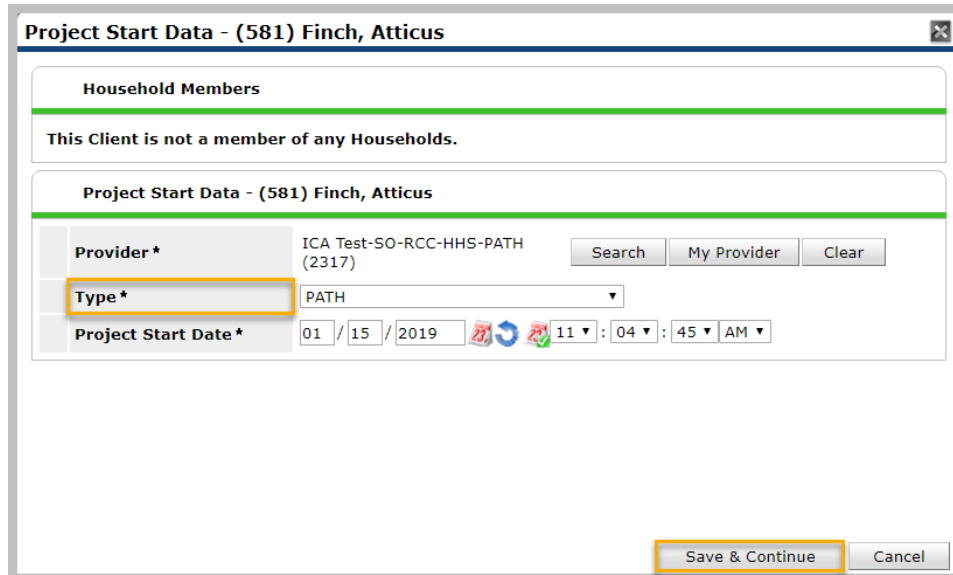 Project Start Data - (581) Finch, Atticus
Household Members
This Client is not a member of any Households.
Project Start Data - (581) Finch, Atticus
Provider * ICA Test-SO-RCC-HHS-PATH Search My Provider Clear
(2317)
Type * PATH
Project Start Date * 01 / 15 / 2019 23 23 11 : 04 : 45 AM
Save & Continue Cancel